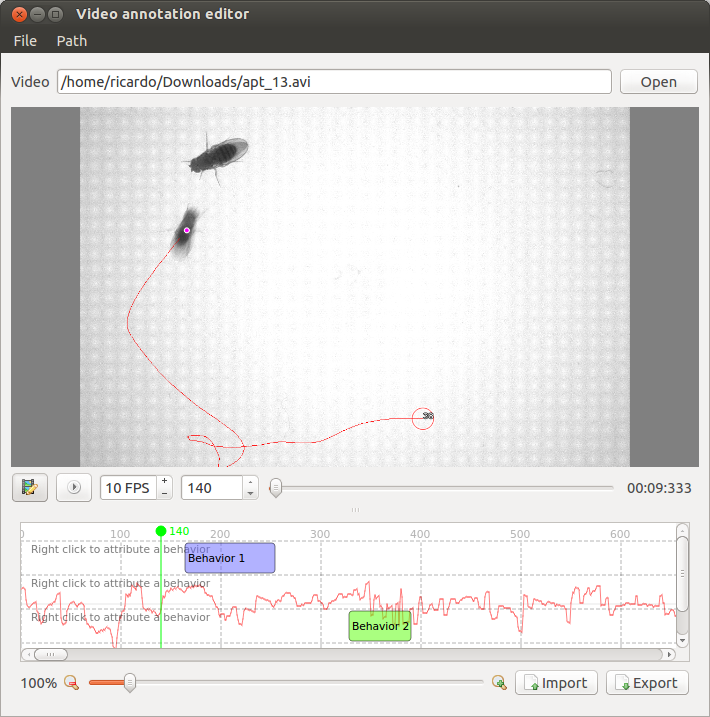 Video annotation editor
File Path
Video /home/ricardo/Downloads/apt_13.avi Open
10 FPS 140 00:09:333
0 100 140 200 300 400 500 600
Right click to attribute a behavior
Behavior 1
Right click to attribute a behavior
Right click to attribute a behavior
Behavior 2
100% Import Export